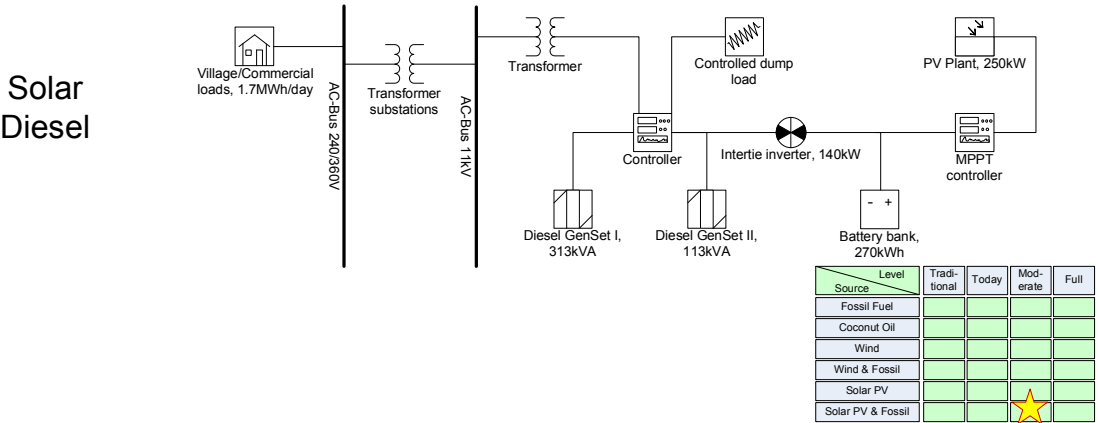 Solar
Diesel
Village/Commercial
loads, 1.7MWh/day
AC-Bus 240/360V
Transformer
substations
AC-Bus 11kV
Transformer
Controlled dump
load
PV Plant, 250kW
Controller
Intertie inverter, 140kW
MPPT
controller
Diesel GenSet I,
313kVA
Diesel GenSet II,
113kVA
- +
Battery bank,
270kWh
Level
Source
Tradi-
tional
Today
Mod-
erate
Full
Fossil Fuel
Coconut Oil
Wind
Wind & Fossil
Solar PV
Solar PV & Fossil